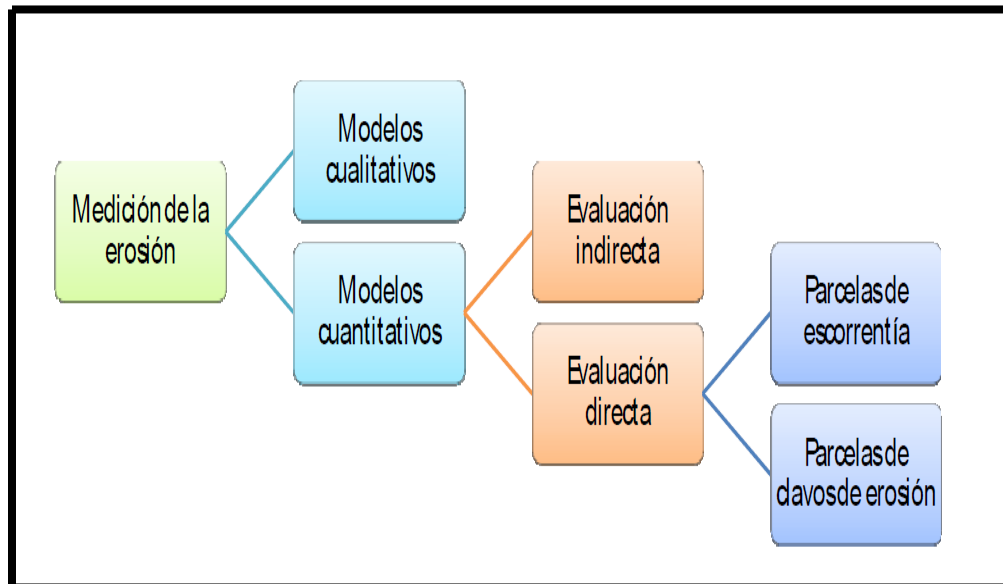 Medición de la
erosión
Modelos
cualitativos
Modelos
cuantitativos
Evaluación
indirecta
Evaluación
directa
Parcelas de
escorrentía
Parcelas de
clavos de erosión